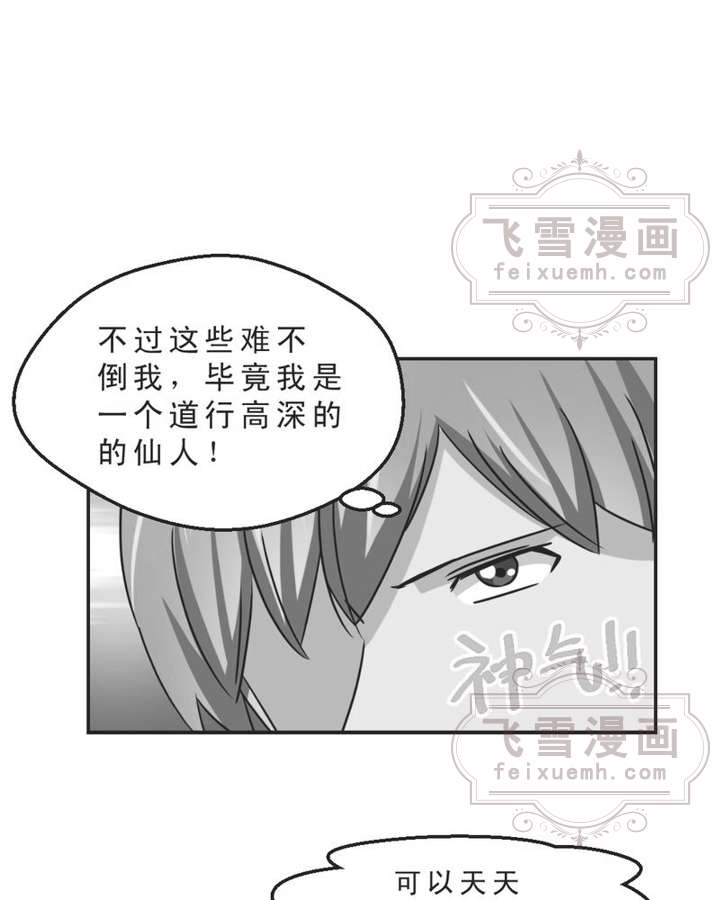 飞雪漫画
feixuemh.com
不过这些难不
倒我，毕竟我是
一个道行高深的
的仙人！
神气!!!
飞雪漫画
feixuemh.com
可以天天